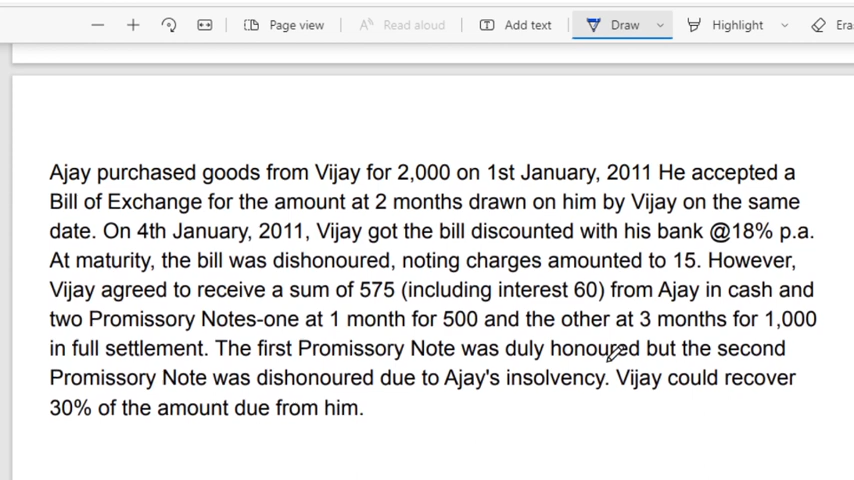 Page view Read aloud Add text Draw Highlight Era
Ajay purchased goods from Vijay for 2,000 on 1st January, 2011 He accepted a
Bill of Exchange for the amount at 2 months drawn on him by Vijay on the same
date. On 4th January, 2011, Vijay got the bill discounted with his bank @18% p.a.
At maturity, the bill was dishonoured, noting charges amounted to 15. However,
Vijay agreed to receive a sum of 575 (including interest 60) from Ajay in cash and
two Promissory Notes-one at 1 month for 500 and the other at 3 months for 1,000
in full settlement. The first Promissory Note was duly honoured but the second
Promissory Note was dishonoured due to Ajay's insolvency. Vijay could recover
30% of the amount due from him.